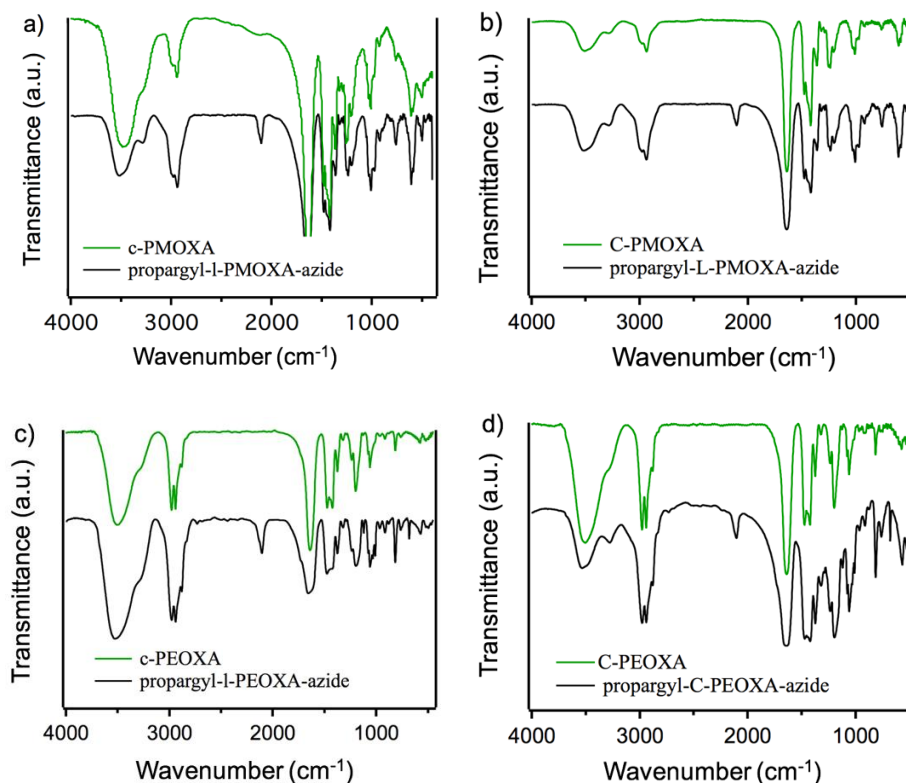 a)
Transmittance (a.u.)
c-PMOXA
propargyl-l-PMOXA-azide
4000 3000 2000 1000
Wavenumber (cm-1)
b)
Transmittance (a.u.)
C-PMOXA
propargyl-L-PMOXA-azide
4000 3000 2000 1000
Wavenumber (cm-1)
c)
Transmittance (a.u.)
c-PEOXA
propargyl-l-PEOXA-azide
4000 3000 2000 1000
Wavenumber (cm-1)
d)
Transmittance (a.u.)
C-PEOXA
propargyl-C-PEOXA-azide
4000 3000 2000 1000
Wavenumber (cm-1)